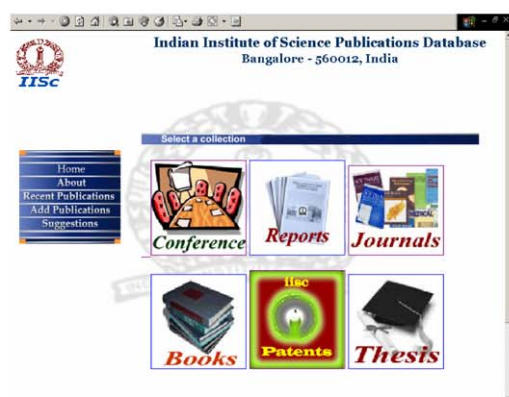 Indian Institute of Science Publications Database
Bangalore - 560012, India
IISc
Select a collection
Home
About
Recent Publications
Add Publications
Suggestions
Conference
Reports
Journals
Books
iisc
Patents
Thesis